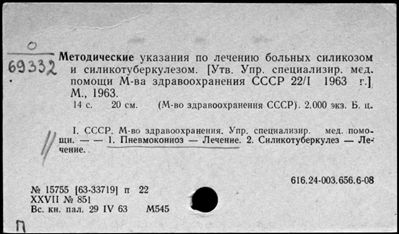 О
69332
Методические указания по лечению больных силикозом
и силикотуберкулезом. [Утв. Упр. специализир. мед.
помощи М-ва здравоохранения СССР 22/I 1963 г.]
М., 1963.
14 с. 20 см. (М-во здравоохранения СССР). 2.000 экз. Б. ц.
I. СССР. М-во здравоохранения. Упр. специализир. мед. помо-
щи. — — 1. Пневмокониоз — Лечение. 2. Силикотуберкулез — Ле-
чение.
616.24-003.656.6-08
№ 15755 [63-33719] п 22
XXVII № 851
Вс. кн. пал. 29 IV 63 М545
П